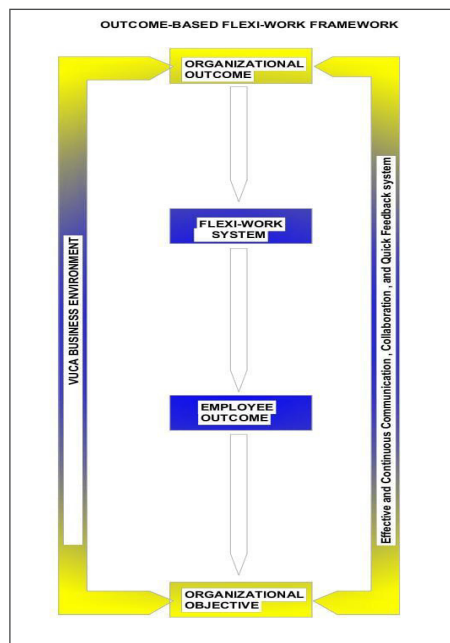 OUTCOME-BASED FLEXI-WORK FRAMEWORK
ORGANIZATIONAL
OUTCOME
FLEXI-WORK
SYSTEM
EMPLOYEE
OUTCOME
ORGANIZATIONAL
OBJECTIVE
VUCA BUSINESS ENVIRONMENT
Effective and Continuous Communication , Collaboration , and Quick Feedback system